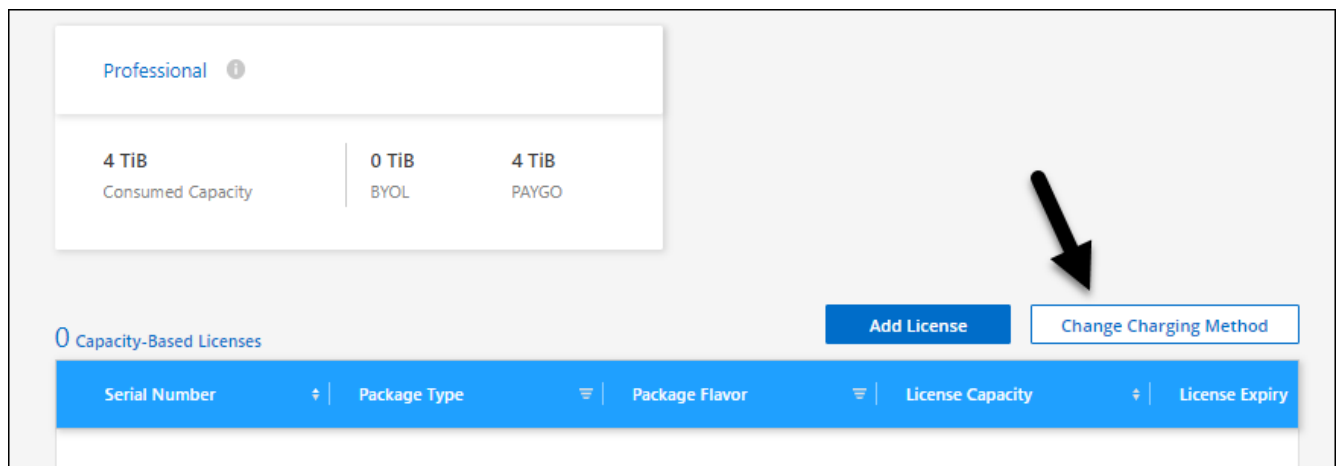 Professional
4 TiB 0 TiB 4 TiB
Consumed Capacity BYOL PAYGO
Add License Change Charging Method
0 Capacity-Based Licenses
Serial Number Package Type Package Flavor License Capacity License Expiry